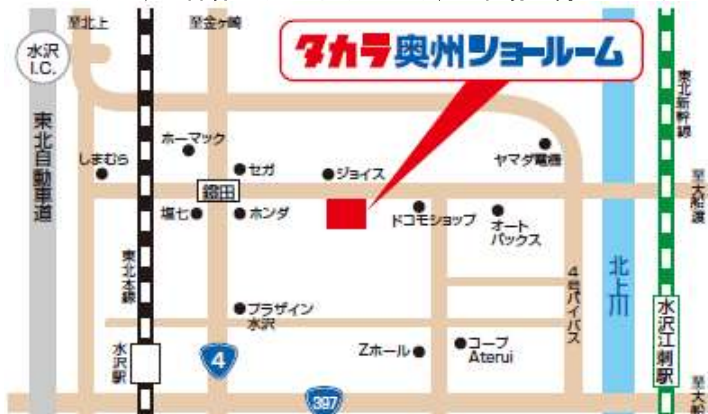 至北上
至金ヶ崎
タカラ奥州ショールーム
水沢
I.C.
東北新幹線
東北自動車道
ホーマック
しまむら
セガ
ジョイス
ヤマダ電機
至大船渡
塩七
ホンダ
ドコモショップ
オート
バックス
東北本線
北上川
4号バイパス
プラザイン
水沢
水沢江刺駅
水沢駅
4
Zホール
コープ
Aterui
397
至大船